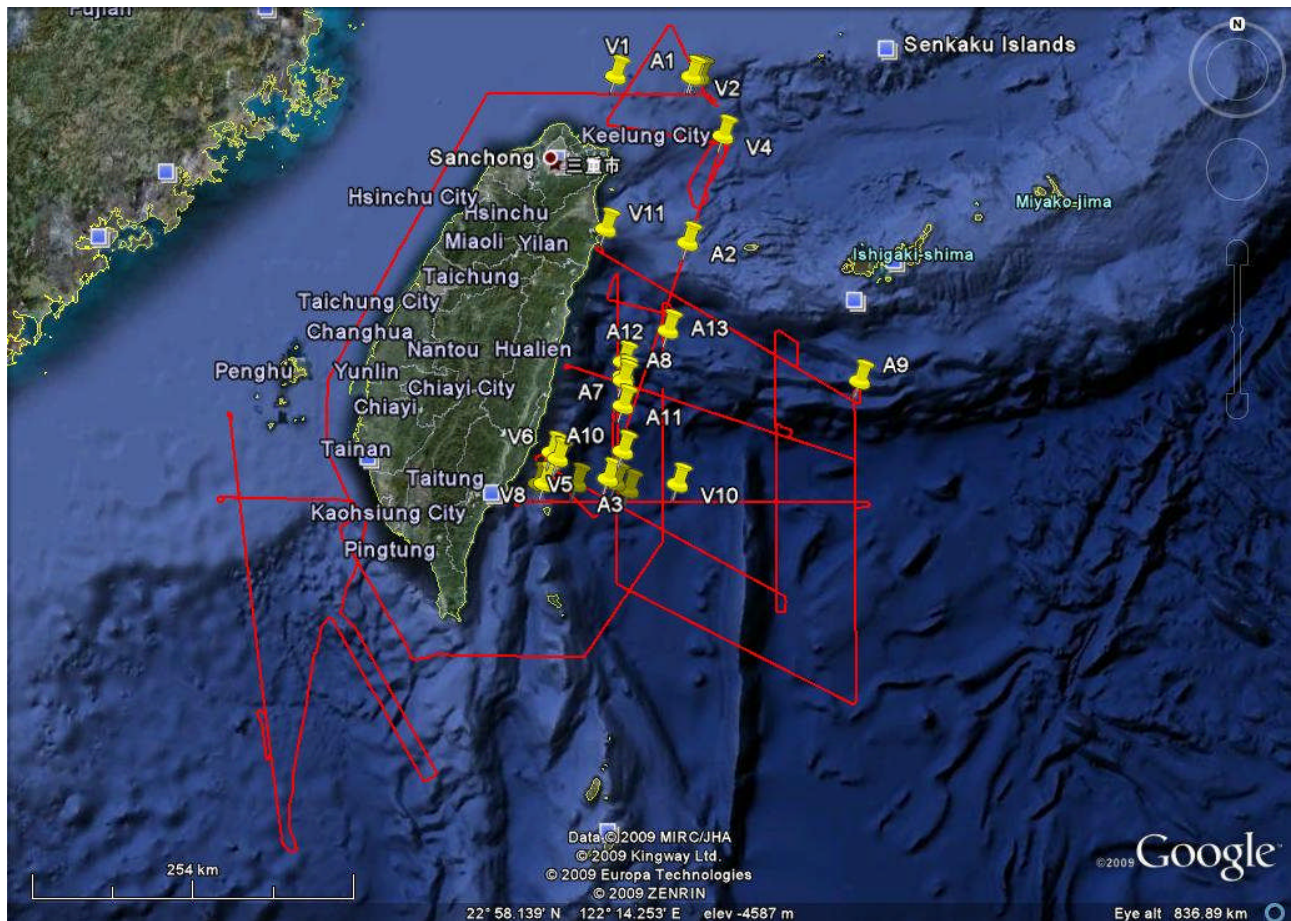 Fujian
N
V1
A1
Senkaku Islands
V2
Keelung City
V4
Sanchong
三重市
Hsinchu City
Hsinchu
Miyako-jima
V11
Miaoli
Yilan
A2
Ishigaki-shima
Taichung
Taichung City
Changhua
A12
A13
Nantou
Hualien
A8
Penghu
Yunlin
A9
Chiayi City
A7
Chiayi
A11
V6
A10
Tainan
Taitung
V8
V5
A3
V10
Kaohsiung City
Pingtung
Data © 2009 MIRC/JHA
© 2009 Kingway Ltd.
© 2009 Europa Technologies
© 2009 ZENRIN
©2009 Google™
254 km
22° 58.139' N 122° 14.253' E elev -4587 m
Eye alt 836.89 km